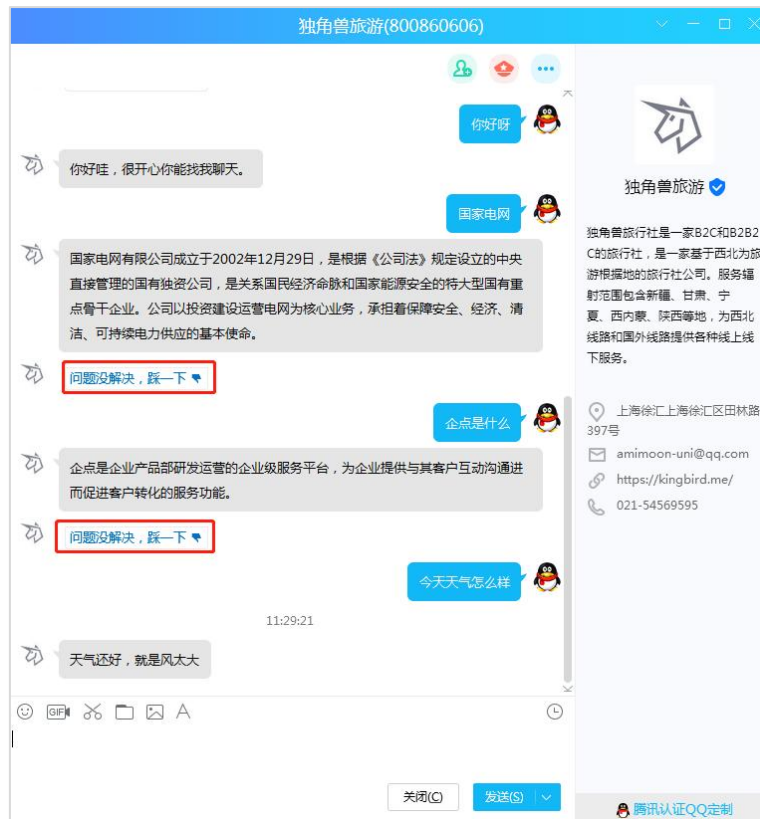 独角兽旅游(800860606)
你好呀
你好哇，很开心你能找我聊天。
国家电网
国家电网有限公司成立于2002年12月29日，是根据《公司法》规定设立的中央
直接管理的国有独资公司，是关系国民经济命脉和国家能源安全的特大型国有重
点骨干企业。公司以投资建设运营电网为核心业务，承担着保障安全、经济、清
洁、可持续电力供应的基本使命。
问题没解决，踩一下
企点是什么
企点是企业产品部研发运营的企业级服务平台，为企业提供与其客户互动沟通进
而促进客户转化的服务功能。
问题没解决，踩一下
今天天气怎么样
11:29:21
天气还好，就是风太大
GIF
关闭(C)
发送(S)
独角兽旅游
独角兽旅行社是一家B2C和B2B2
C的旅行社，是一家基于西北为旅
游根据地的旅行社公司。服务辐
射范围包含新疆、甘肃、宁
夏、西内蒙、陕西等地，为西北
线路和国外线路提供各种线上线
下服务。
上海徐汇上海徐汇区田林路
397号
amimoon-uni@qq.com
https://kingbird.me/
021-54569595
腾讯认证QQ定制